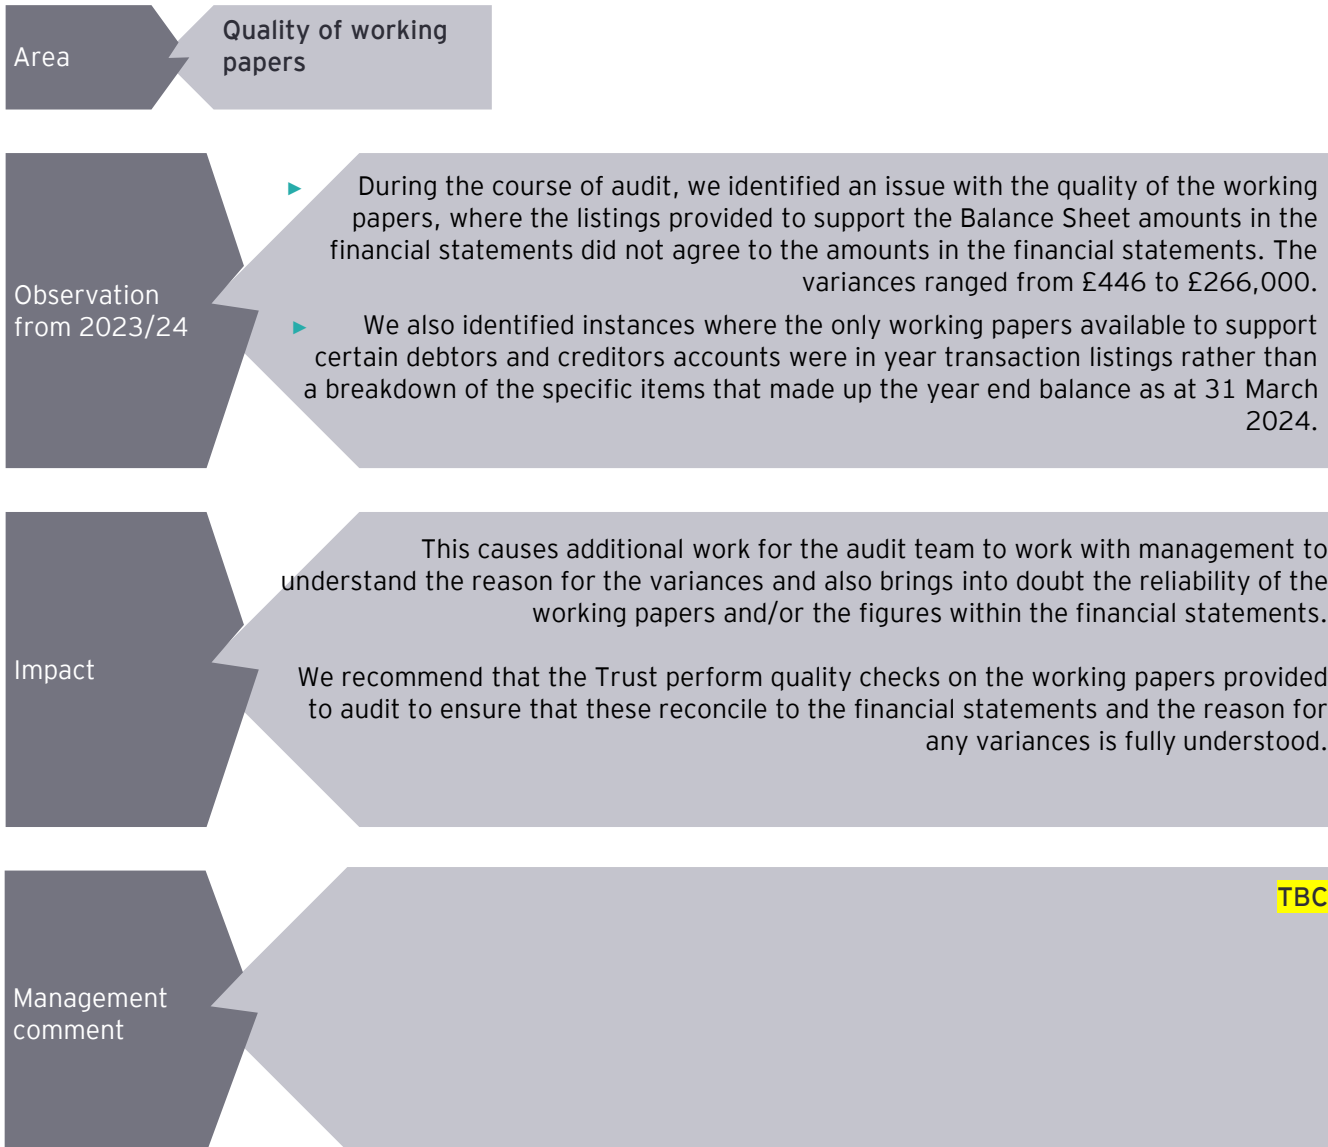 Area
Quality of working
papers
Observation
from 2023/24
► During the course of audit, we identified an issue with the quality of the working
papers, where the listings provided to support the Balance Sheet amounts in the
financial statements did not agree to the amounts in the financial statements. The
variances ranged from £446 to £266,000.
► We also identified instances where the only working papers available to support
certain debtors and creditors accounts were in year transaction listings rather than
a breakdown of the specific items that made up the year end balance as at 31 March
2024.
Impact
This causes additional work for the audit team to work with management to
understand the reason for the variances and also brings into doubt the reliability of the
working papers and/or the figures within the financial statements.
We recommend that the Trust perform quality checks on the working papers provided
to audit to ensure that these reconcile to the financial statements and the reason for
any variances is fully understood.
Management
comment
TBC